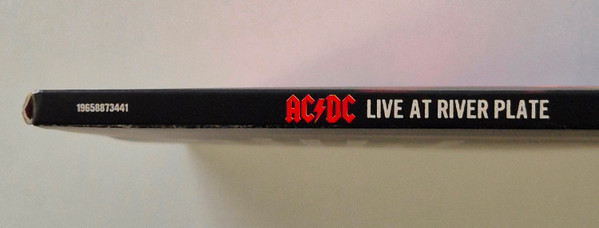 19658873441 AC⚡DC LIVE AT RIVER PLATE